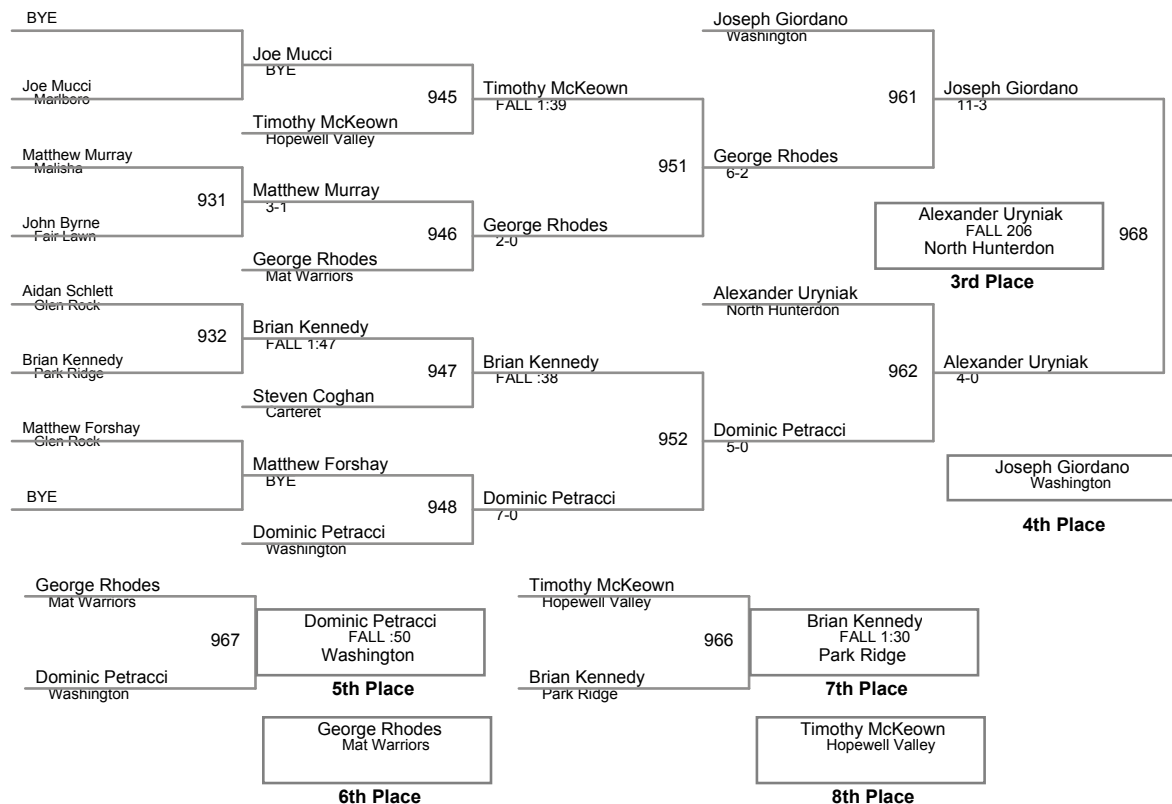 BYE
Joseph Giordano
Washington
Joe Mucci
BYE
Joe Mucci
Marlboro
945
Timothy McKeown
FALL 1:39
961
Joseph Giordano
11-3
Timothy McKeown
Hopewell Valley
Matthew Murray
Malisha
951
George Rhodes
6-2
931
Matthew Murray
3-1
John Byrne
Fair Lawn
946
George Rhodes
2-0
Alexander Uryniak
FALL 206
North Hunterdon
968
3rd Place
George Rhodes
Mat Warriors
Aidan Schlett
Glen Rock
Alexander Uryniak
North Hunterdon
932
Brian Kennedy
FALL 1:47
Brian Kennedy
Park Ridge
947
Brian Kennedy
FALL :38
962
Alexander Uryniak
4-0
Steven Coghan
Carteret
Matthew Forshay
Glen Rock
952
Dominic Petracci
5-0
Matthew Forshay
BYE
Joseph Giordano
Washington
4th Place
BYE
948
Dominic Petracci
7-0
Dominic Petracci
Washington
George Rhodes
Mat Warriors
967
Dominic Petracci
FALL :50
Washington
Dominic Petracci
Washington
5th Place
George Rhodes
Mat Warriors
6th Place
Timothy McKeown
Hopewell Valley
966
Brian Kennedy
FALL 1:30
Park Ridge
Brian Kennedy
Park Ridge
7th Place
Timothy McKeown
Hopewell Valley
8th Place